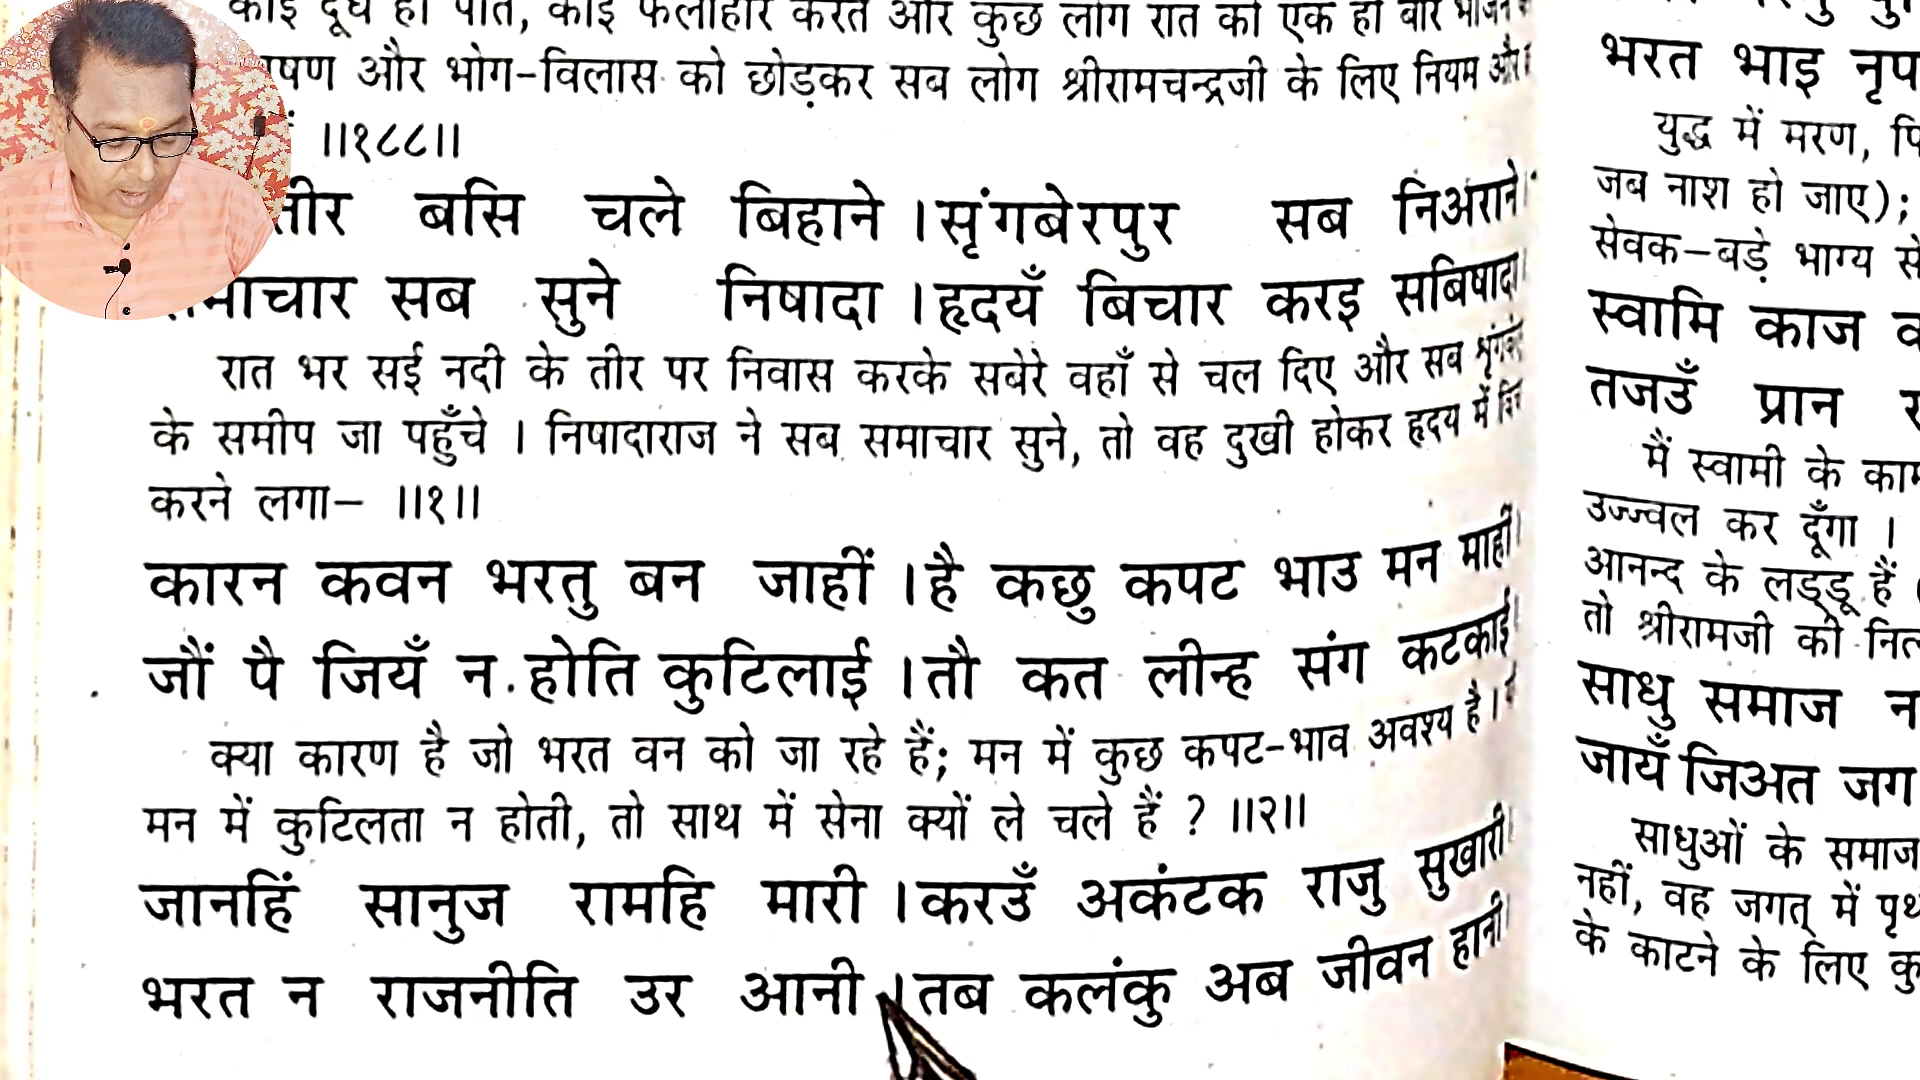 कोई दूध ही पीते, कोई फलाहार करते और कुछ लोग रात को एक ही बार भोजन
और भोग-विलास को छोड़कर सब लोग श्रीरामचन्द्रजी के लिए नियम और
॥१८८॥
तीर बसि चले बिहाने । सृंगबेरपुर सब निअराने।
समाचार सब सुने निषादा । हृदयँ बिचार करइ सबिषादा।
रात भर सई नदी के तीर पर निवास करके सबेरे वहाँ से चल दिए और सब
के समीप जा पहुँचे । निषादाराज ने सब समाचार सुने, तो वह दुखी होकर हृदय में
करने लगा– ॥१॥
कारन कवन भरतु बन जाहीं । है कछु कपट भाउ मन माहीं।
जौं पै जियँ न होति कुटिलाई । तौ कत लीन्ह संग कटकाई।
क्या कारण है जो भरत वन को जा रहे हैं; मन में कुछ कपट-भाव अवश्य है ।
मन में कुटिलता न होती, तो साथ में सेना क्यों ले चले हैं ? ॥२॥
जानहिं सानुज रामहि मारी । करउँ अकंटक राजु सुखारी।
भरत न राजनीति उर आनी । तब कलंकु अब जीवन हानी।
भरत भाइ नृप
युद्ध में मरण,
जब नाश हो जाए);
सेवक–बड़े भाग्य से
स्वामि काज
तजउँ प्रान
मैं स्वामी के काम
उज्ज्वल कर दूँगा ।
आनन्द के लड्डू हैं (
तो श्रीरामजी की
साधु समाज न
जायँ जिअत जग
साधुओं के समाज
नहीं, वह जगत् में
के काटने के लिए